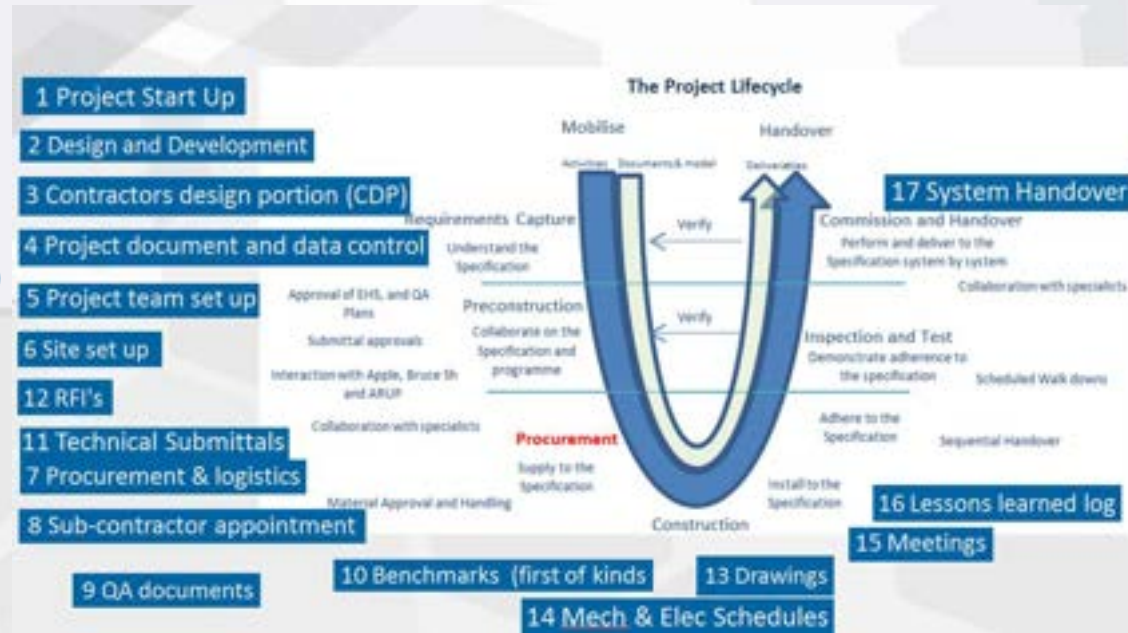 The Project Lifecycle
Mobilise
Handover
Activities
Documents & model
Deliverables
1 Project Start Up
2 Design and Development
3 Contractors design portion (CDP)
4 Project document and data control
5 Project team set up
6 Site set up
12 RFI's
11 Technical Submittals
7 Procurement & logistics
8 Sub-contractor appointment
9 QA documents
10 Benchmarks (first of kinds
13 Drawings
14 Mech & Elec Schedules
15 Meetings
16 Lessons learned log
17 System Handover
Requirements Capture
Understand the
Specification
Approval of EHS, and QA
Plans
Submittal approvals
Interaction with Apple, Bruce Sh
and ARUP
Collaboration with specialists
Material Approval and Handling
Preconstruction
Collaborate on the
Specification and
programme
Procurement
Supply to the
Specification
Construction
Verify
Verify
Commission and Handover
Perform and deliver to the
Specification system by system
Collaboration with specialists
Inspection and Test
Demonstrate adherence to
the specification
Scheduled Walk downs
Adhere to the
Specification
Sequential Handover
Install to the
Specification